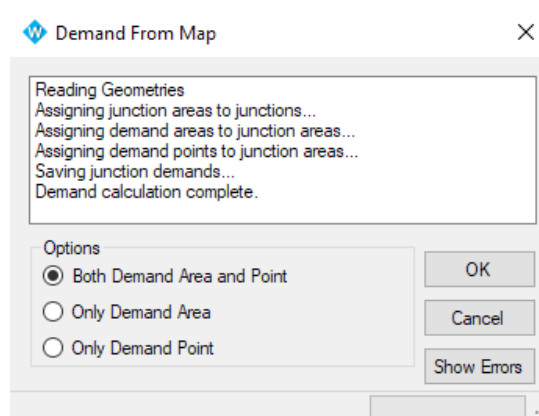 W Demand From Map
Reading Geometries
Assigning junction areas to junctions...
Assigning demand areas to junction areas...
Assigning demand points to junction areas...
Saving junction demands...
Demand calculation complete.
Options
Both Demand Area and Point
Only Demand Area
Only Demand Point
OK
Cancel
Show Errors